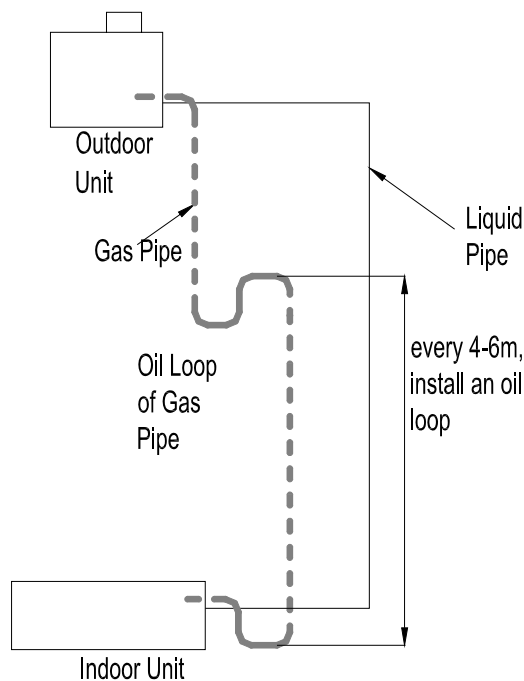 Outdoor
Unit
Gas Pipe
Liquid
Pipe
every 4-6m,
install an oil
loop
Oil Loop
of Gas
Pipe
Indoor Unit